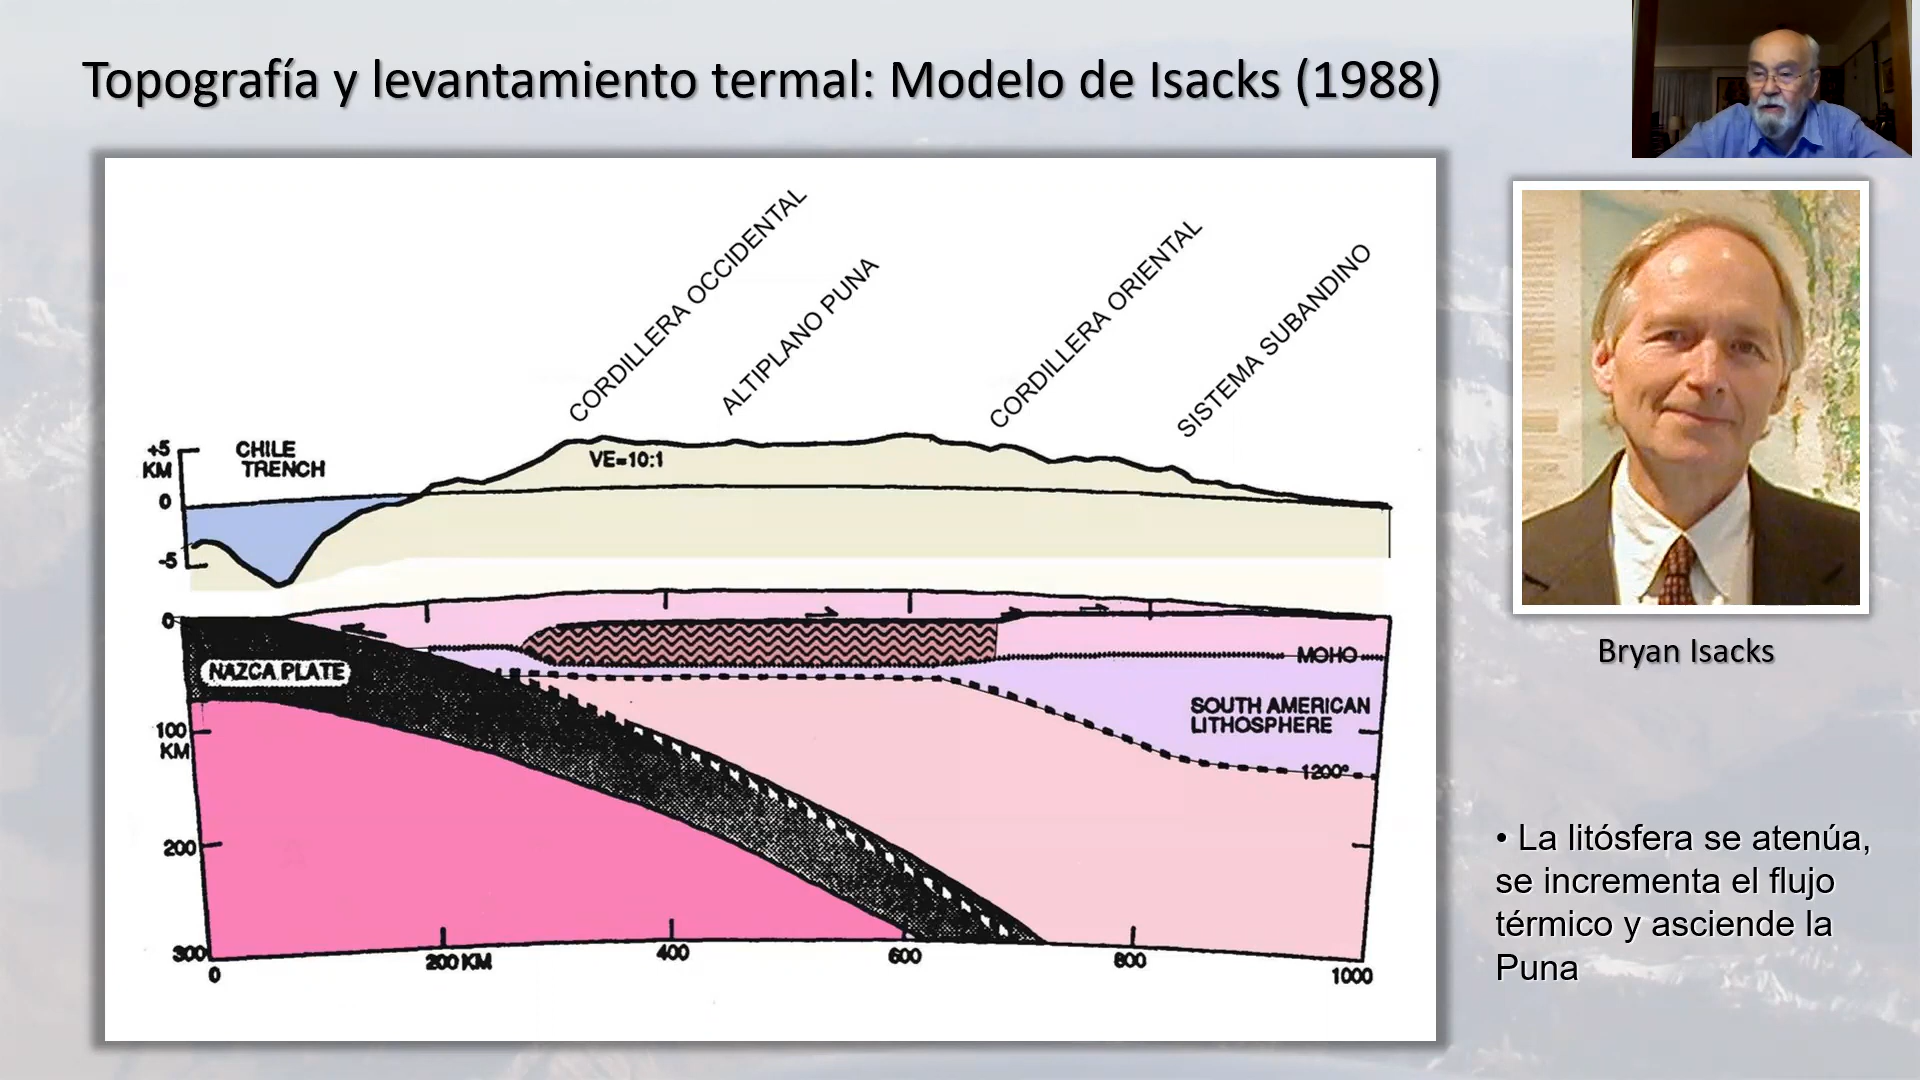 Topografía y levantamiento termal: Modelo de Isacks (1988)
CORDILLERA OCCIDENTAL
ALTIPLANO PUNA
CORDILLERA ORIENTAL
SISTEMA SUBANDINO
+5
KM
0
-5
CHILE
TRENCH
VE=10:1
0
100
KM
200
300
NAZCA PLATE
MOHO
SOUTH AMERICAN
LITHOSPHERE
1200º
0
200 KM
400
600
800
1000
Bryan Isacks
• La litósfera se atenúa,
se incrementa el flujo
térmico y asciende la
Puna